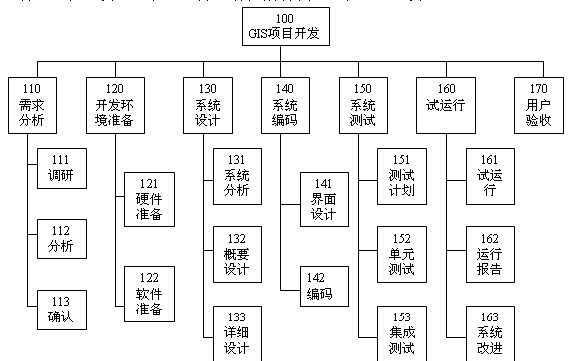 100
GIS项目开发
110
需求
分析
120
开发环
境准备
130
系统
设计
140
系统
编码
150
系统
测试
160
试运行
170
用户
验收
111
调研
112
分析
113
确认
121
硬件
准备
122
软件
准备
131
系统
分析
132
概要
设计
133
详细
设计
141
界面
设计
142
编码
151
测试
计划
152
单元
测试
153
集成
测试
161
试运
行
162
运行
报告
163
系统
改进